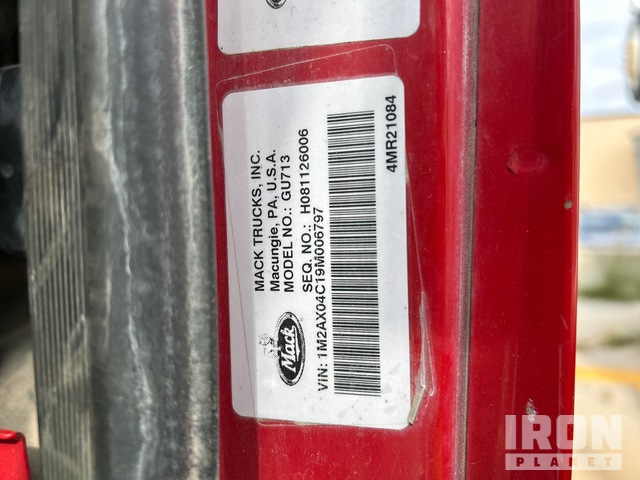 MACK TRUCKS, INC.
Macungie, PA, U.S.A.
MODEL NO.: GU713
SEQ. NO.: H081126006
Mack
VIN: 1M2AX04C19M006797
4MR21084
IRON
PLANET